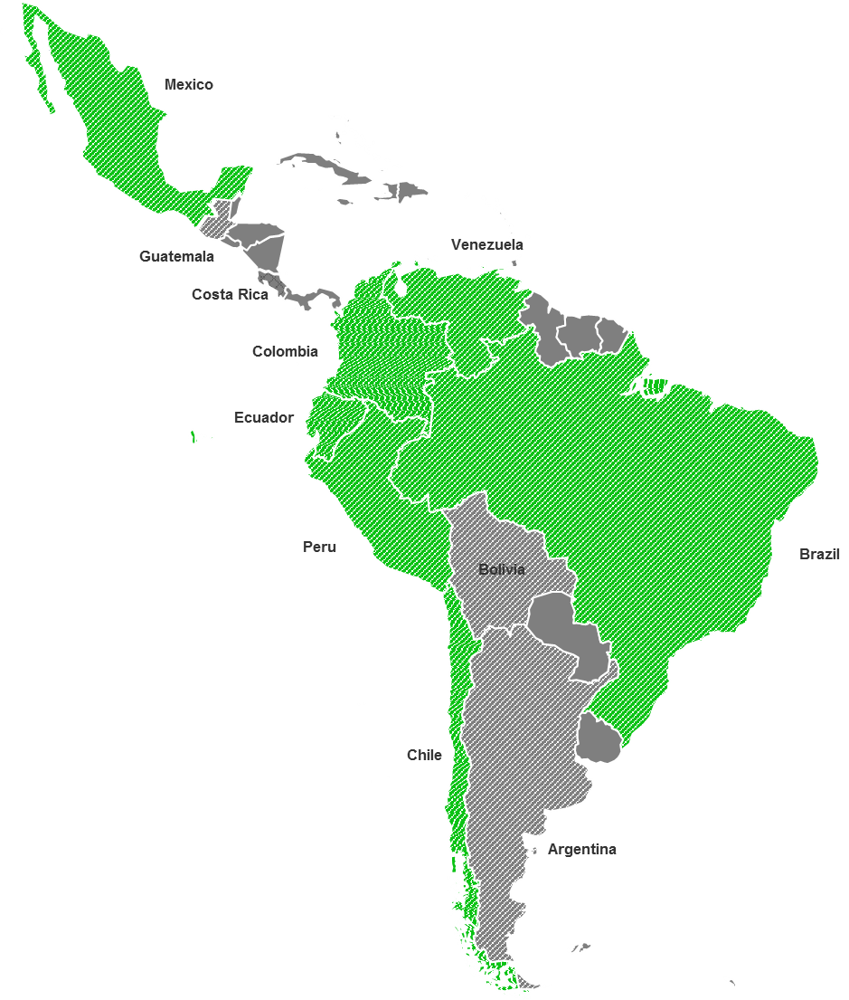 Mexico
Venezuela
Guatemala
Costa Rica
Colombia
Ecuador
Peru
Brazil
Bolivia
Chile
Argentina